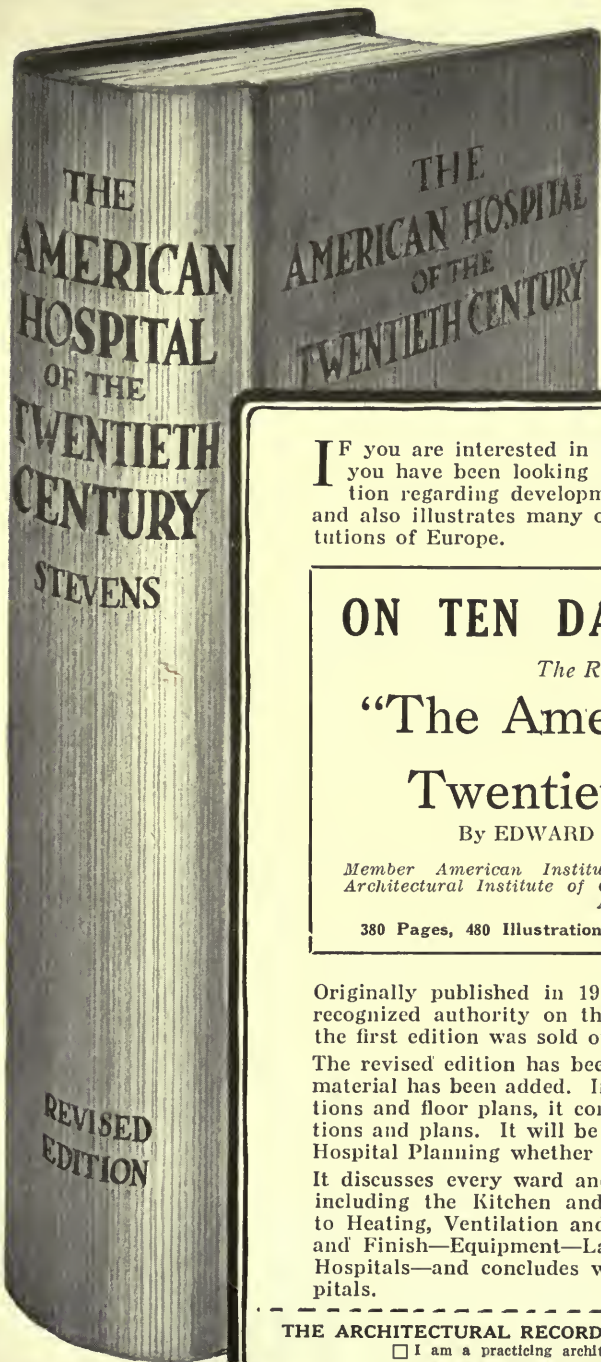 THE
AMERICAN
HOSPITAL
OF THE
TWENTIETH
CENTURY
STEVENS
REVISED
EDITION
THE
AMERICAN HOSPITAL
OF THE
TWENTIETH CENTURY
IF you are interested in
you have been looking
tion regarding developm
and also illustrates many o
tutions of Europe.
ON TEN DA
The R
“The Ame
Twentie
By EDWARD
Member American Institu
Architectural Institute of
380 Pages, 480 Illustration
Originally published in 19
recognized authority on th
the first edition was sold o
The revised edition has bee
material has been added. I
tions and floor plans, it con
tions and plans. It will be
Hospital Planning whether
It discusses every ward an
including the Kitchen and
to Heating, Ventilation and
and Finish—Equipment—La
Hospitals—and concludes w
pitals.
THE ARCHITECTURAL RECORD
☐ I am a practicing archit